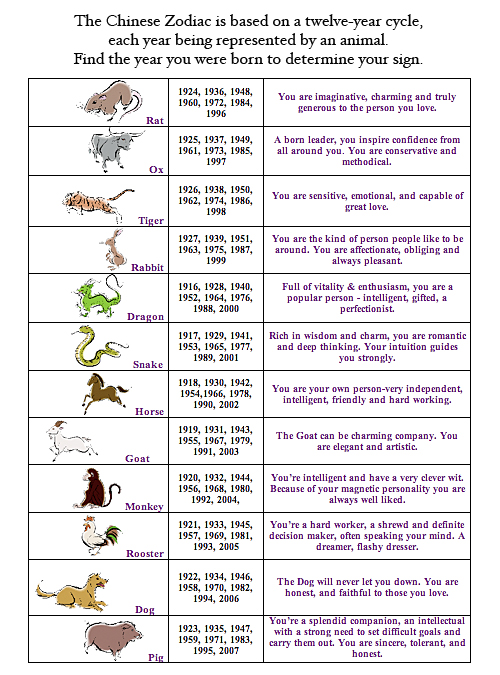 The Chinese Zodiac is based on a twelve-year cycle,
each year being represented by an animal.
Find the year you were born to determine your sign.
Rat
1924, 1936, 1948,
1960, 1972, 1984,
1996
You are imaginative, charming and truly
generous to the person you love.
Ox
1925, 1937, 1949,
1961, 1973, 1985,
1997
A born leader, you inspire confidence from
all around you. You are conservative and
methodical.
Tiger
1926, 1938, 1950,
1962, 1974, 1986,
1998
You are sensitive, emotional, and capable of
great love.
Rabbit
1927, 1939, 1951,
1963, 1975, 1987,
1999
You are the kind of person people like to be
around. You are affectionate, obliging and
always pleasant.
Dragon
1916, 1928, 1940,
1952, 1964, 1976,
1988, 2000
Full of vitality & enthusiasm, you are a
popular person - intelligent, gifted, a
perfectionist.
Snake
1917, 1929, 1941,
1953, 1965, 1977,
1989, 2001
Rich in wisdom and charm, you are romantic
and deep thinking. Your intuition guides
you strongly.
Horse
1918, 1930, 1942,
1954,1966, 1978,
1990, 2002
You are your own person-very independent,
intelligent, friendly and hard working.
Goat
1919, 1931, 1943,
1955, 1967, 1979,
1991, 2003
The Goat can be charming company. You
are elegant and artistic.
Monkey
1920, 1932, 1944,
1956, 1968, 1980,
1992, 2004,
You're intelligent and have a very clever wit.
Because of your magnetic personality you are
always well liked.
Rooster
1921, 1933, 1945,
1957, 1969, 1981,
1993, 2005
You're a hard worker, a shrewd and definite
decision maker, often speaking your mind. A
dreamer, flashy dresser.
Dog
1922, 1934, 1946,
1958, 1970, 1982,
1994, 2006
The Dog will never let you down. You are
honest, and faithful to those you love.
Pig
1923, 1935, 1947,
1959, 1971, 1983,
1995, 2007
You're a splendid companion, an intellectual
with a strong need to set difficult goals and
carry them out. You are sincere, tolerant, and
honest.